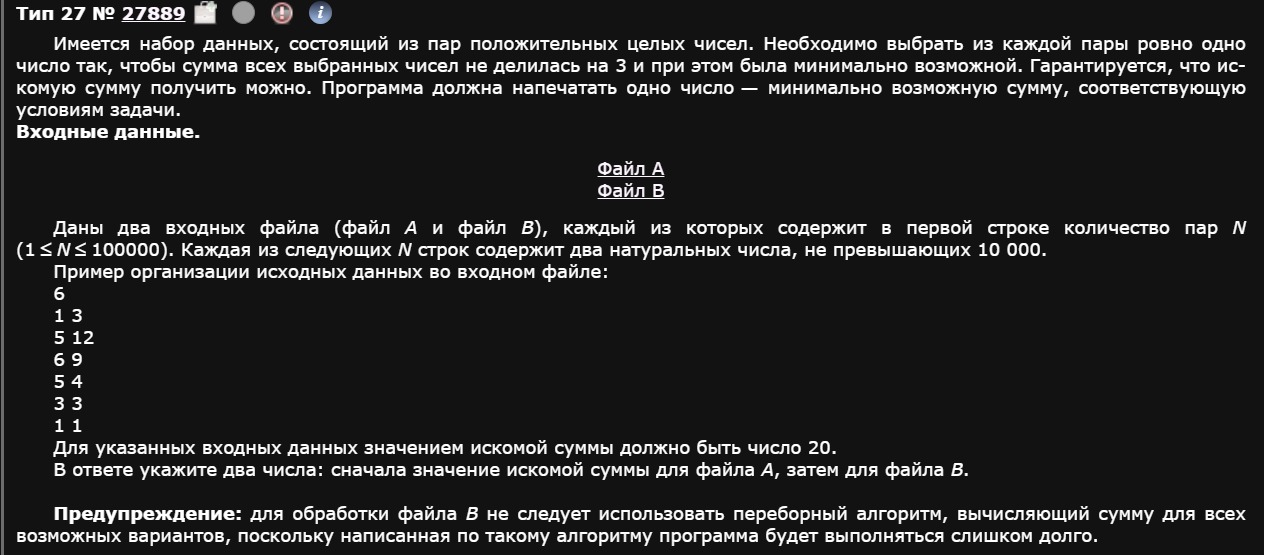 Тип 27 № 27889
Имеется набор данных, состоящий из пар положительных целых чисел. Необходимо выбрать из каждой пары ровно одно
число так, чтобы сумма всех выбранных чисел не делилась на 3 и при этом была минимально возможной. Гарантируется, что ис-
комую сумму получить можно. Программа должна напечатать одно число — минимально возможную сумму, соответствующую
условиям задачи.
Входные данные.
Файл A
Файл B
Даны два входных файла (файл A и файл B), каждый из которых содержит в первой строке количество пар N
(1 ≤ N ≤ 100000). Каждая из следующих N строк содержит два натуральных числа, не превышающих 10 000.
Пример организации исходных данных во входном файле:
6
1 3
5 12
6 9
5 4
3 3
1 1
Для указанных входных данных значением искомой суммы должно быть число 20.
В ответе укажите два числа: сначала значение искомой суммы для файла A, затем для файла B.
Предупреждение: для обработки файла B не следует использовать переборный алгоритм, вычисляющий сумму для всех
возможных вариантов, поскольку написанная по такому алгоритму программа будет выполняться слишком долго.